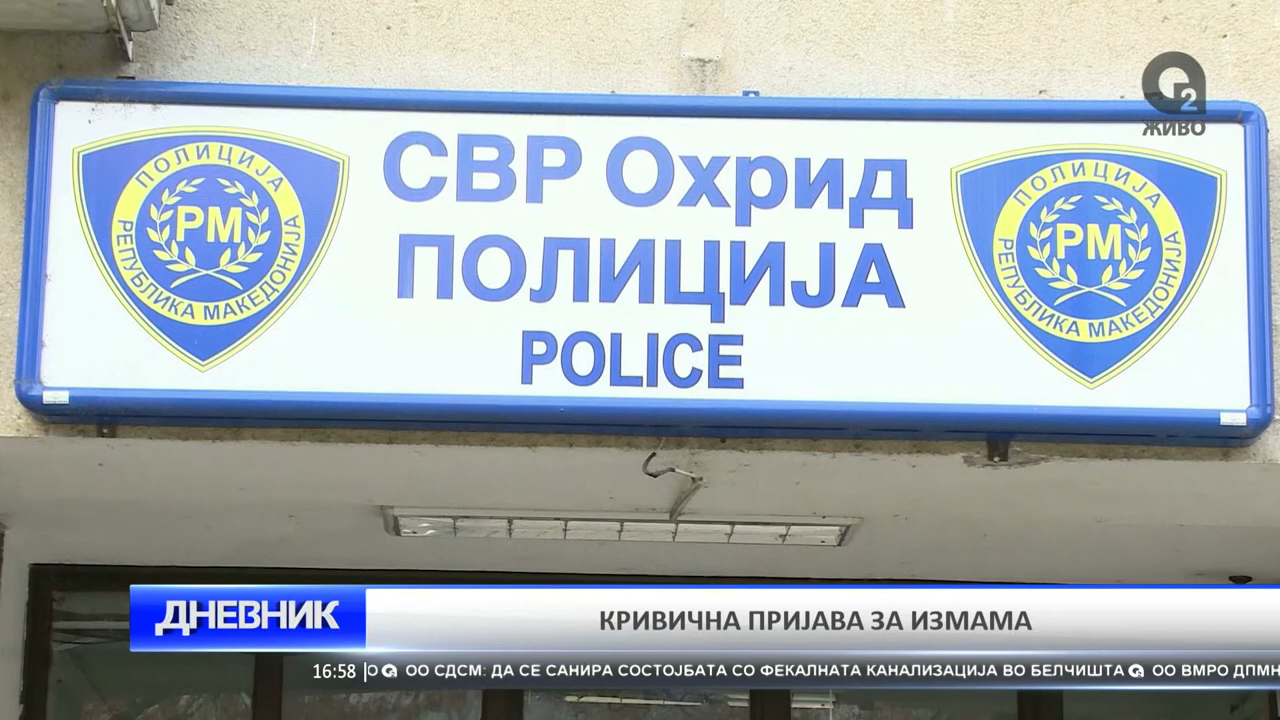 2
ЖИВО
СВР Охрид
ПОЛИЦИЈА
POLICE
ПОЛИЦИЈА
РМ
РЕПУБЛИКА МАКЕДОНИЈА
ПОЛИЦИЈА
РМ
РЕПУБЛИКА МАКЕДОНИЈА
ДНЕВНИК
КРИВИЧНА ПРИЈАВА ЗА ИЗМАМА
16:58 О ОО СДСМ: ДА СЕ САНИРА СОСТОЈБАТА СО ФЕКАЛНАТА КАНАЛИЗАЦИЈА ВО БЕЛЧИШТА ОО ВМРО ДПМН